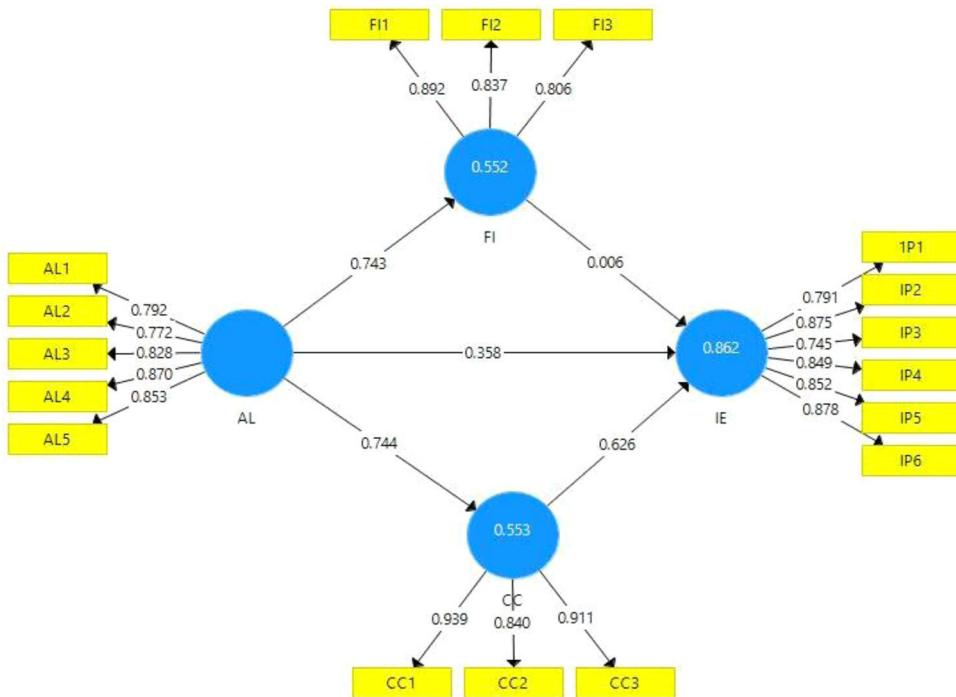 FI1 FI2 FI3
0.892 0.837 0.806
0.552
FI
0.743 0.006
AL1
AL2
AL3
AL4
AL5
0.792
0.772
0.828
0.870
0.853
AL
0.358
0.862
IE
0.791
0.875
0.745
0.849
0.852
0.878
1P1
IP2
IP3
IP4
IP5
IP6
0.744 0.626
0.553
CC
0.939 0.840 0.911
CC1 CC2 CC3